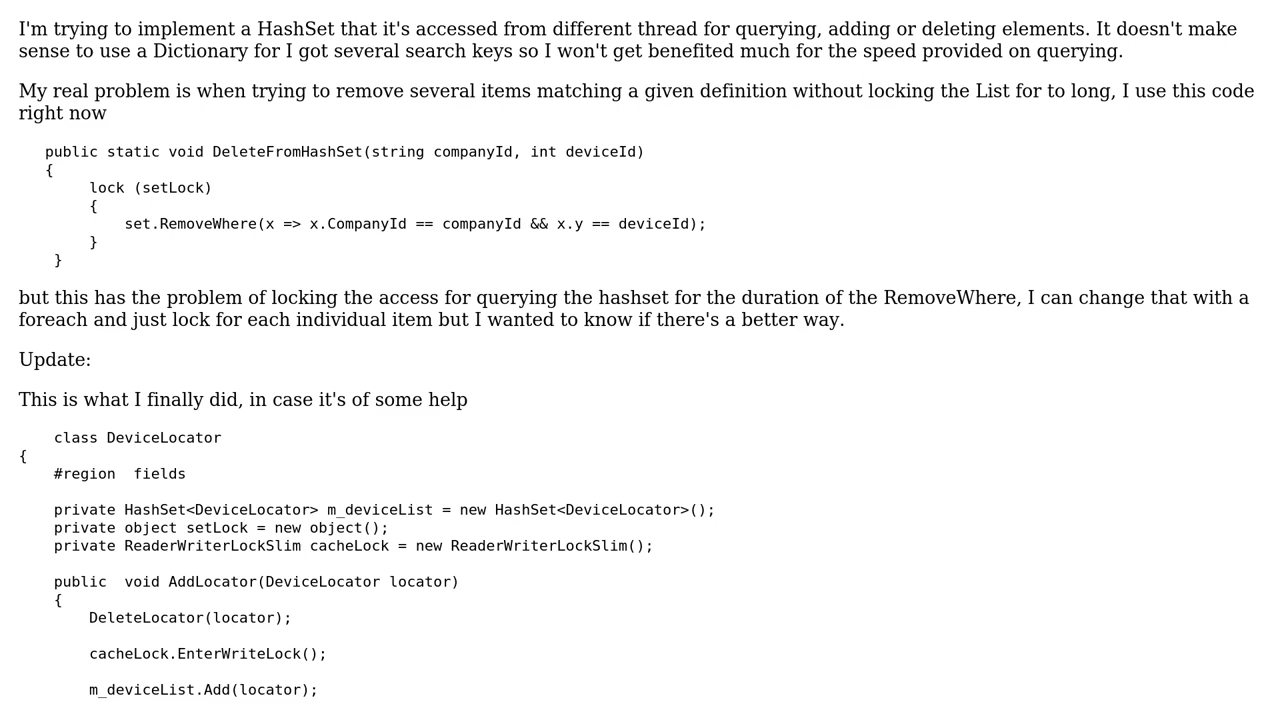 I'm trying to implement a HashSet that it's accessed from different thread for querying, adding or deleting elements. It doesn't make
sense to use a Dictionary for I got several search keys so I won't get benefited much for the speed provided on querying.
My real problem is when trying to remove several items matching a given definition without locking the List for to long, I use this code
right now
public static void DeleteFromHashSet(string companyId, int deviceId)
{
lock (setLock)
{
set.RemoveWhere(x => x.CompanyId == companyId && x.y == deviceId);
}
}
but this has the problem of locking the access for querying the hashset for the duration of the RemoveWhere, I can change that with a
foreach and just lock for each individual item but I wanted to know if there's a better way.
Update:
This is what I finally did, in case it's of some help
class DeviceLocator
{
#region  fields
private HashSet<DeviceLocator> m_deviceList = new HashSet<DeviceLocator>();
private object setLock = new object();
private ReaderWriterLockSlim cacheLock = new ReaderWriterLockSlim();
public  void AddLocator(DeviceLocator locator)
{
DeleteLocator(locator);
cacheLock.EnterWriteLock();
m_deviceList.Add(locator);